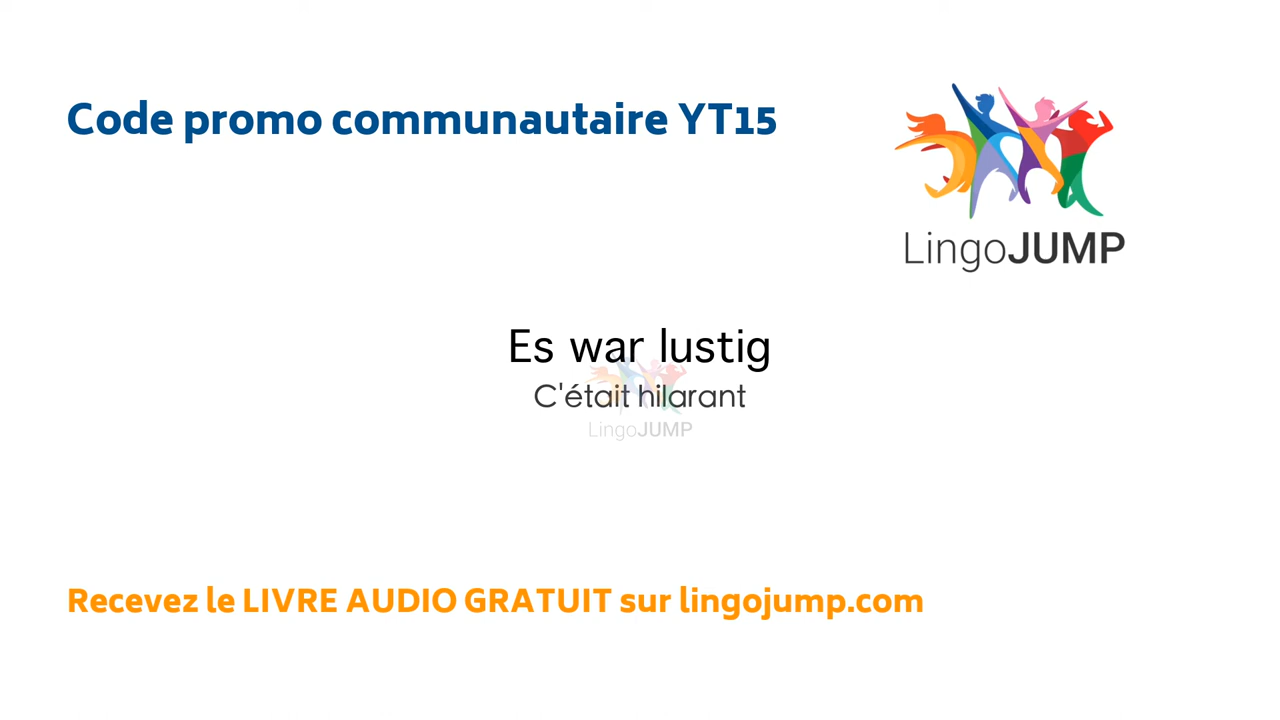 Code promo communautaire YT15
LingoJUMP
Es war lustig
C'était hilarant
LingoJUMP
Recevez le LIVRE AUDIO GRATUIT sur lingojump.com